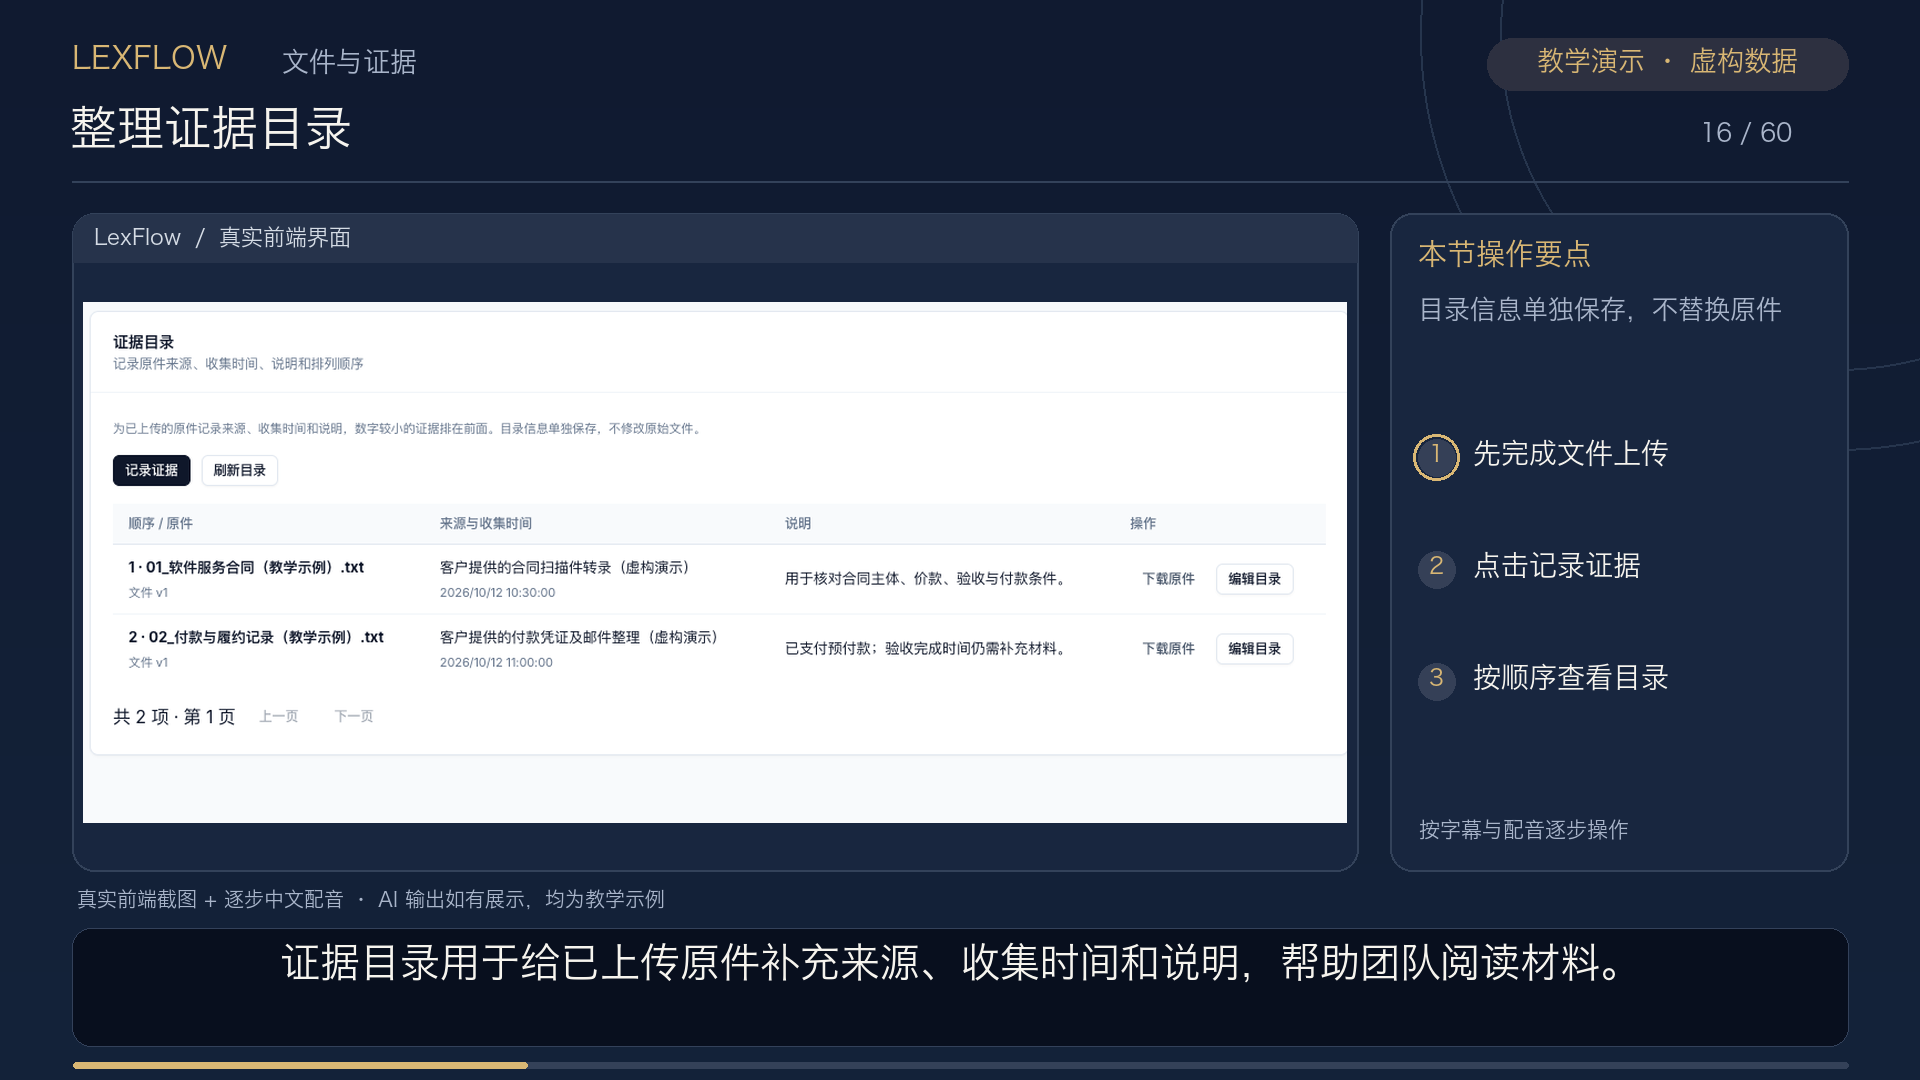 LEXFLOW 文件与证据
教学演示 · 虚构数据
整理证据目录
16 / 60
LexFlow / 真实前端界面
证据目录
记录原件来源、收集时间、说明和排列顺序
为已上传的原件记录来源、收集时间和说明，数字较小的证据排在前面。目录信息单独保存，不修改原始文件。
记录证据 刷新目录
顺序 / 原件 来源与收集时间 说明 操作
1 · 01_软件服务合同（教学示例）.txt 客户提供的合同扫描件转录（虚构演示） 用于核对合同主体、价款、验收与付款条件。 下载原件 编辑目录
文件 v1 2026/10/12 10:30:00
2 · 02_付款与履约记录（教学示例）.txt 客户提供的付款凭证及邮件整理（虚构演示） 已支付预付款；验收完成时间仍需补充材料。 下载原件 编辑目录
文件 v1 2026/10/12 11:00:00
共 2 项 · 第 1 页 上一页 下一页
本节操作要点
目录信息单独保存，不替换原件
1 先完成文件上传
2 点击记录证据
3 按顺序查看目录
按字幕与配音逐步操作
真实前端截图 + 逐步中文配音 · AI 输出如有展示，均为教学示例
证据目录用于给已上传原件补充来源、收集时间和说明，帮助团队阅读材料。